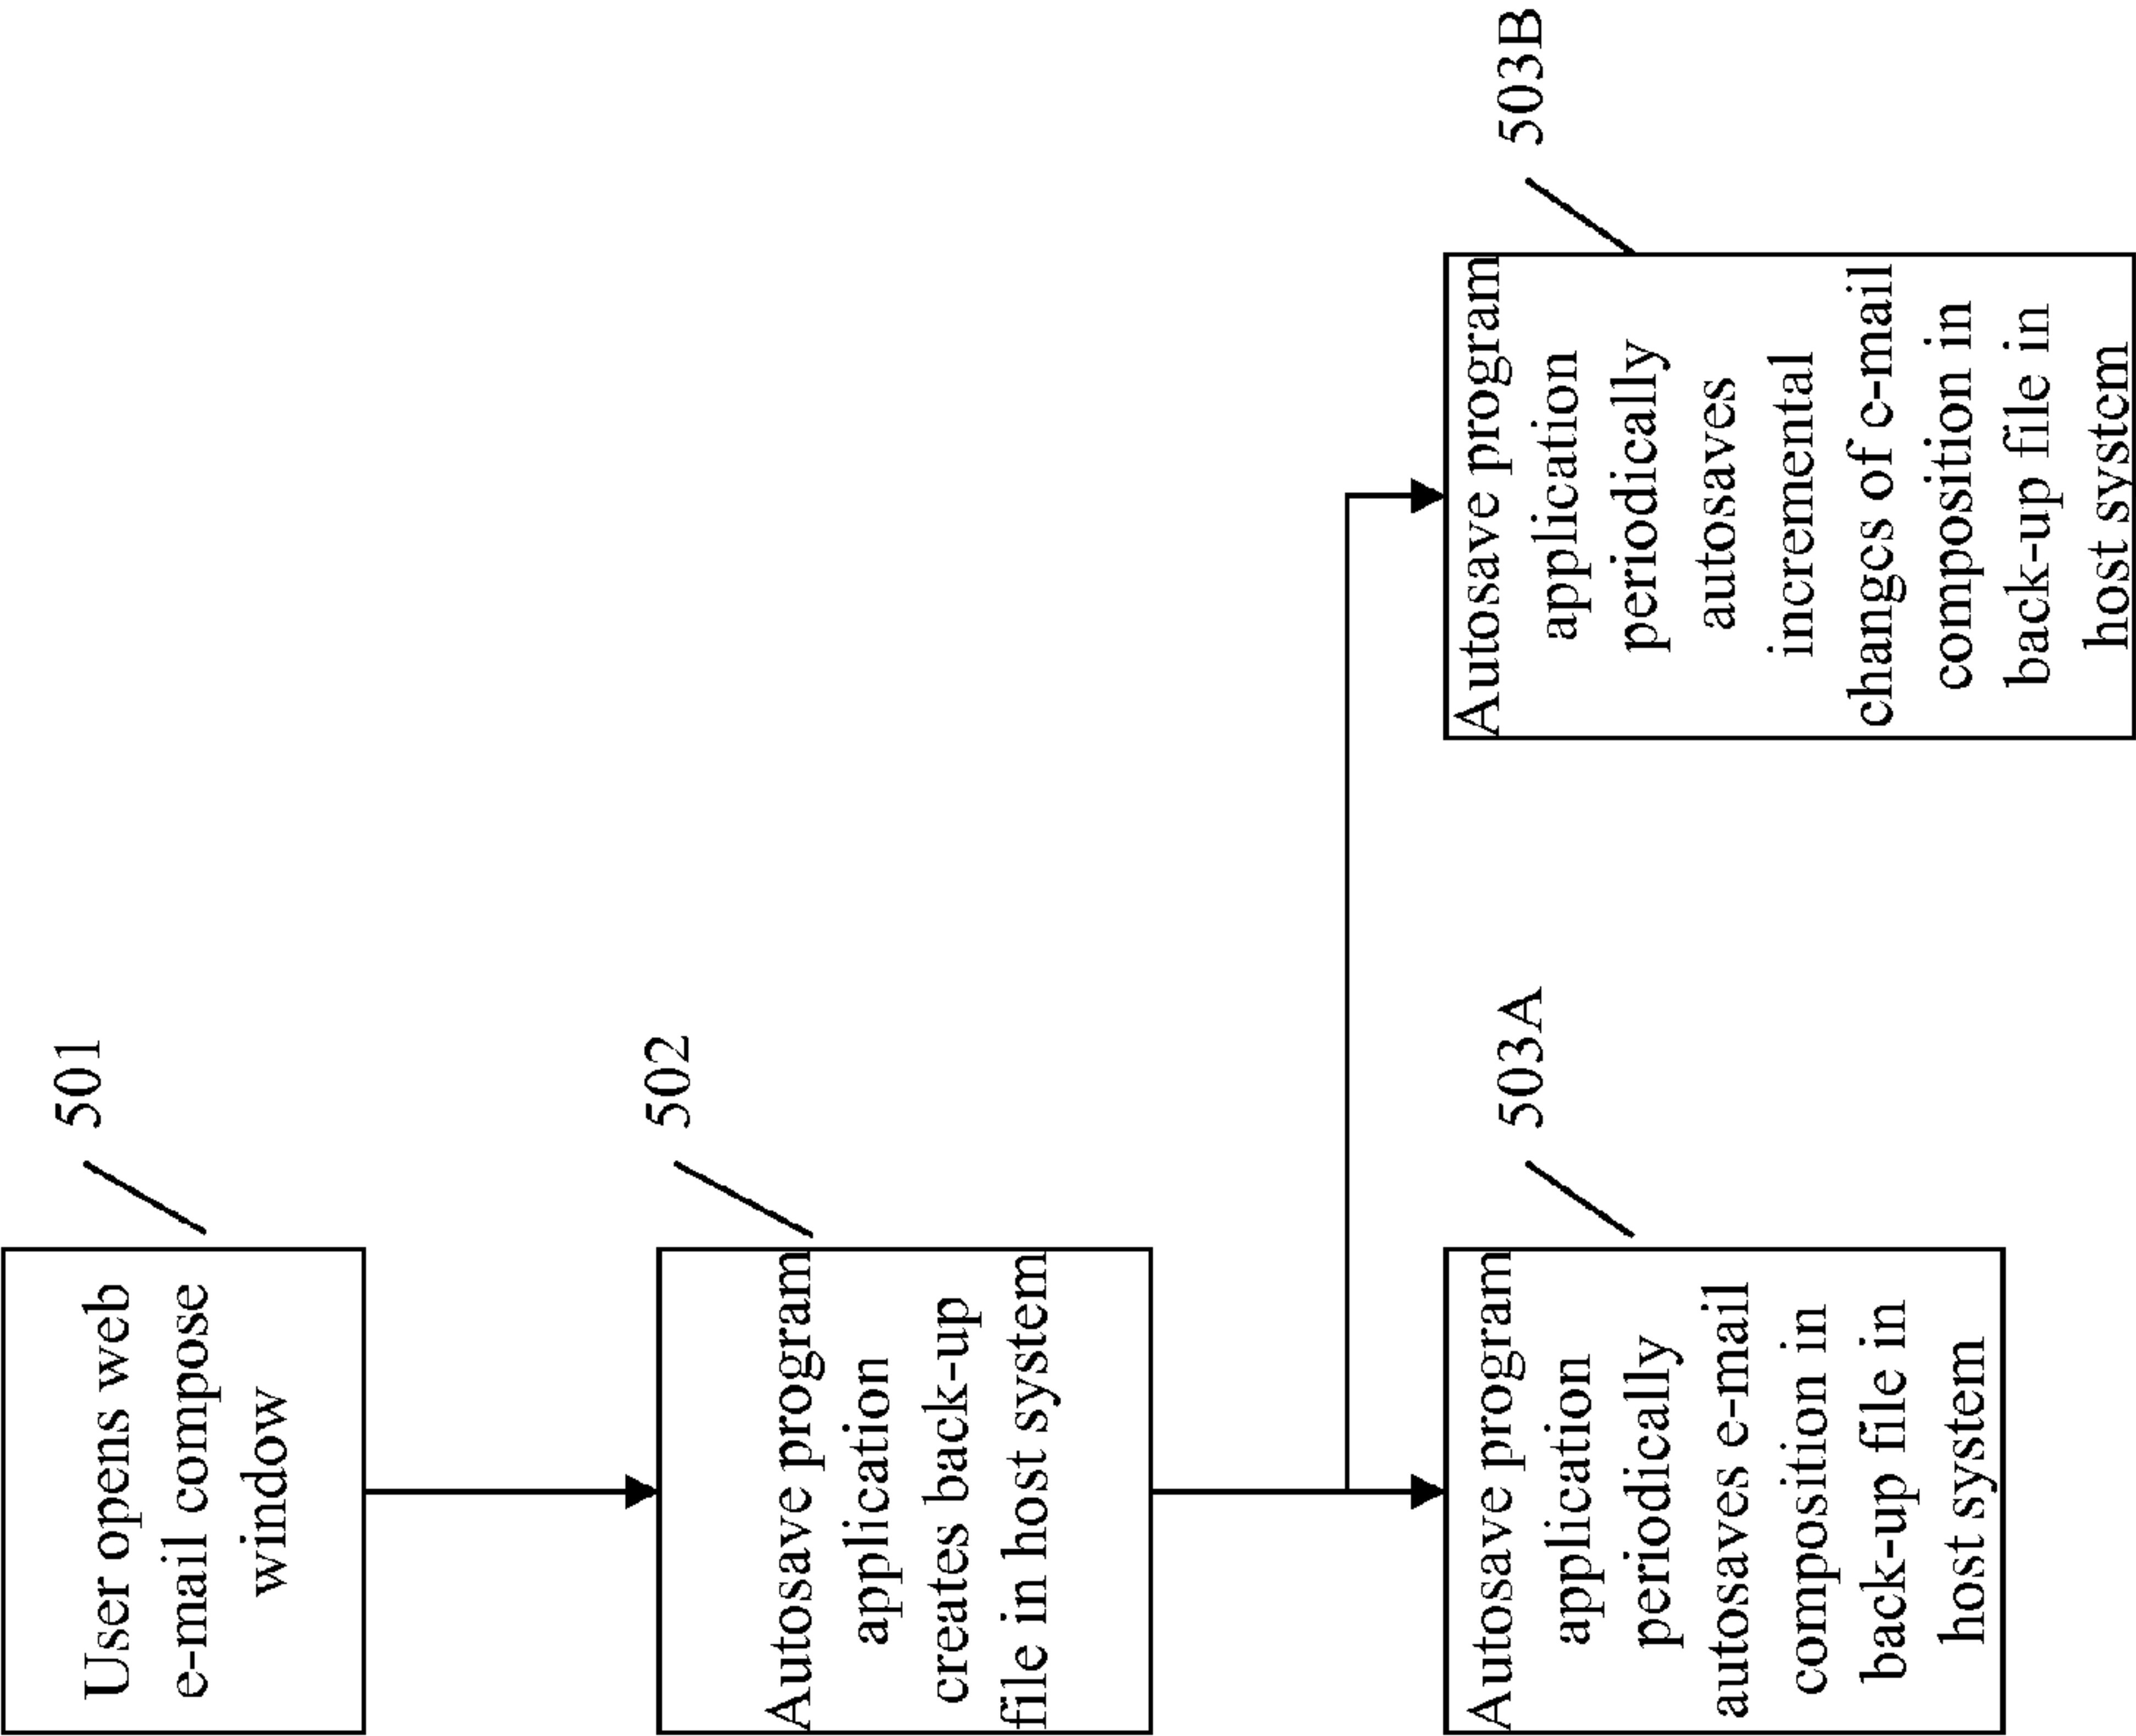 501
User opens web
e-mail compose
window
502
Autosave program
application
creates back-up
file in host system
503A
Autosave program
application
periodically
autosaves e-mail
composition in
back-up file in
host system
503B
Autosave program
application
periodically
autosaves
incremental
changes of e-mail
composition in
back-up file in
host system